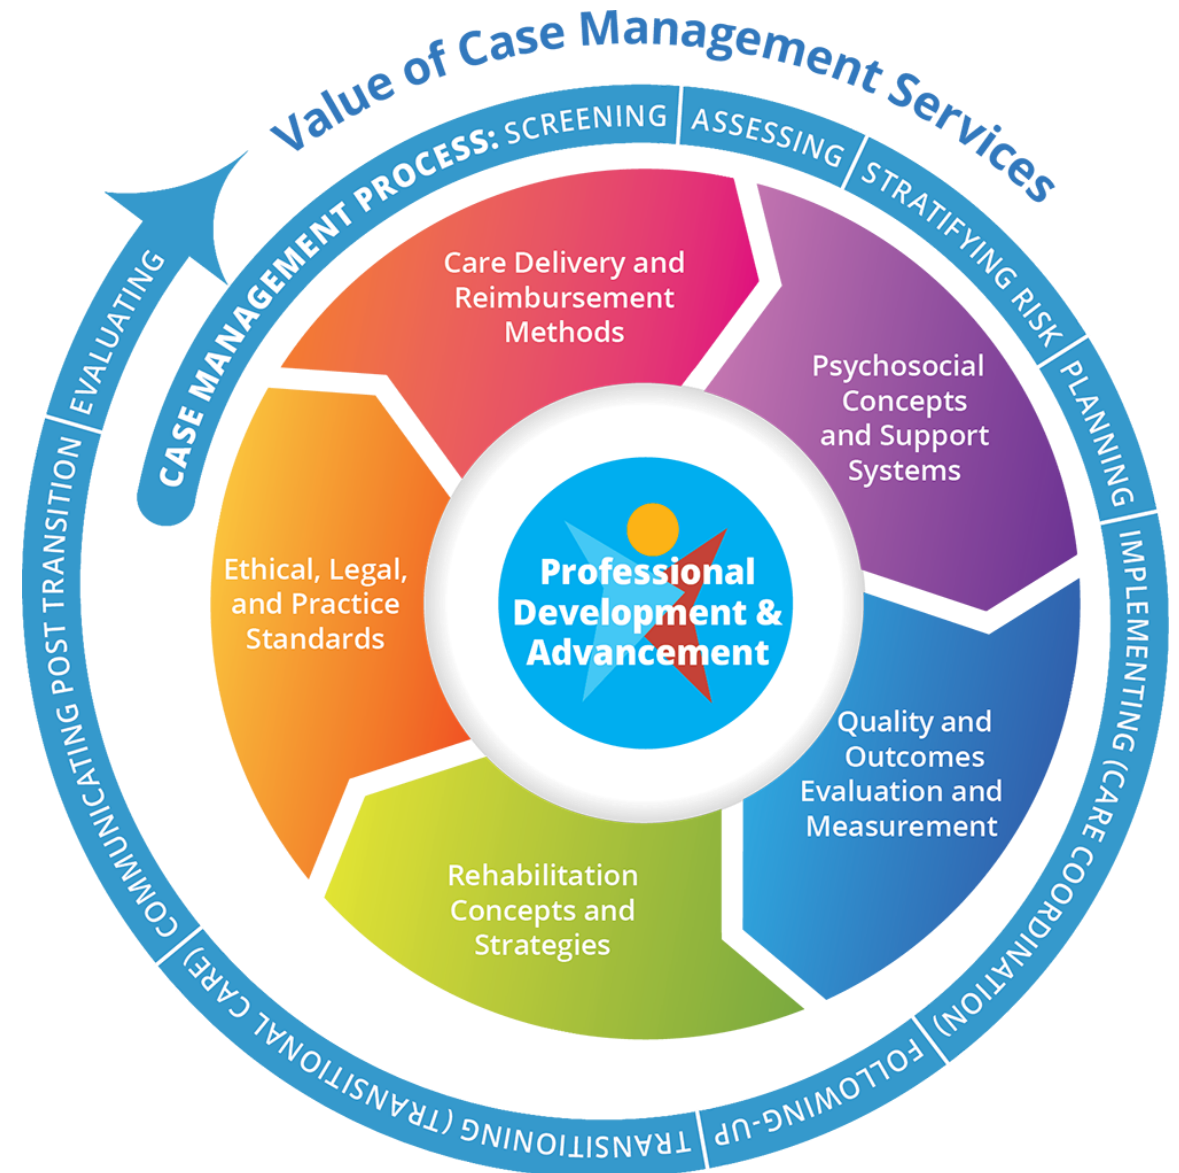 Value of Case Management Services
CASE MANAGEMENT PROCESS: SCREENING
ASSESSING
STRATIFYING RISK
PLANNING
IMPLEMENTING (CARE COORDINATION)
FOLLOWING-UP
TRANSITIONING (TRANSITIONAL CARE)
COMMUNICATING POST TRANSITION
EVALUATING
Care Delivery and
Reimbursement
Methods
Psychosocial
Concepts
and Support
Systems
Quality and
Outcomes
Evaluation and
Measurement
Rehabilitation
Concepts and
Strategies
Ethical, Legal,
and Practice
Standards
Professional
Development &
Advancement